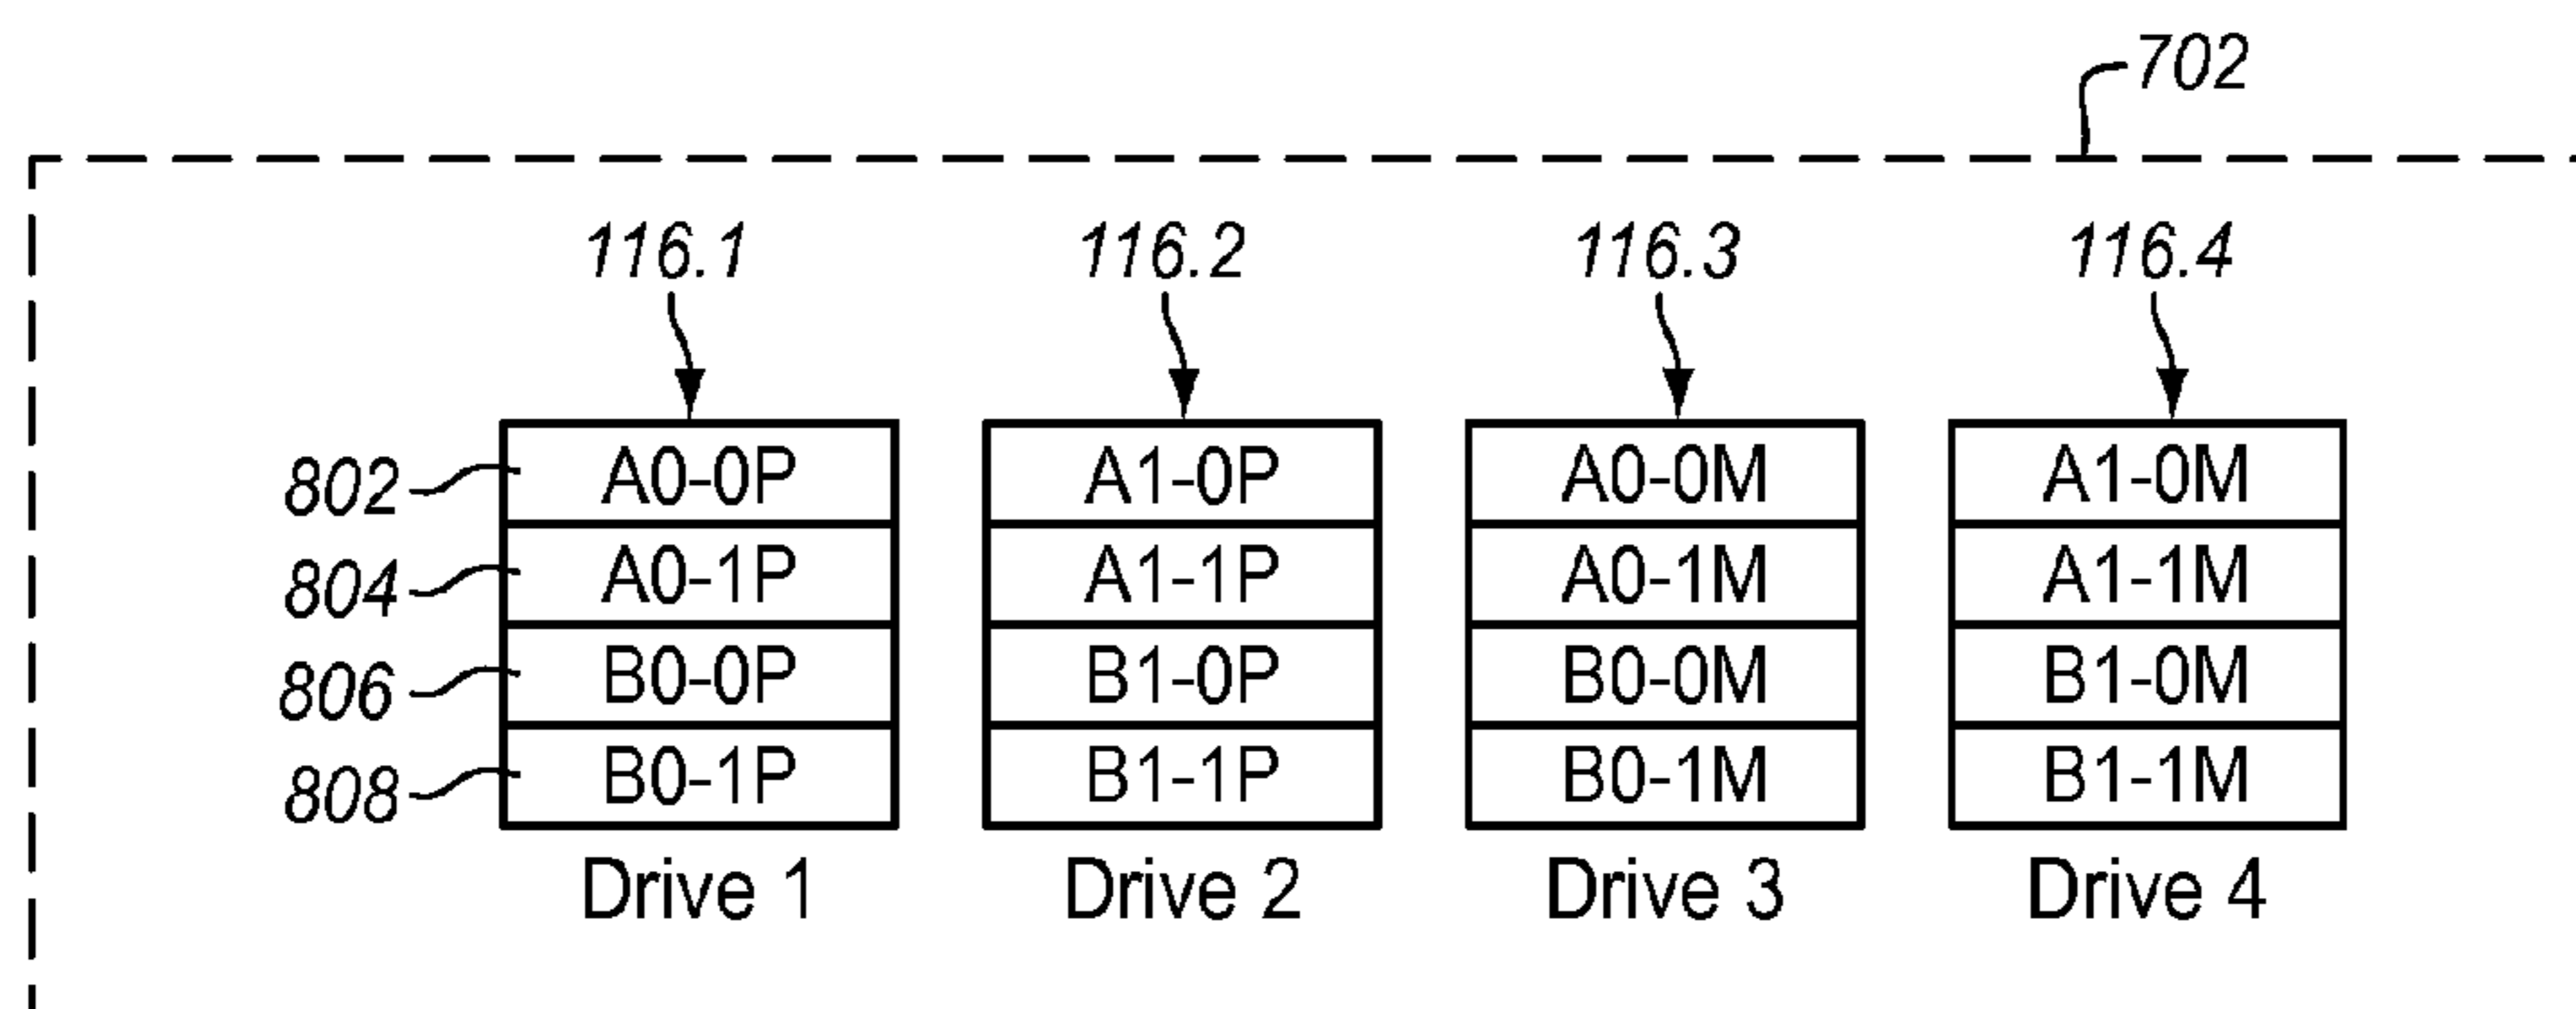 702
116.1 116.2 116.3 116.4
802 A0-0P A1-0P A0-0M A1-0M
804 A0-1P A1-1P A0-1M A1-1M
806 B0-0P B1-0P B0-0M B1-0M
808 B0-1P B1-1P B0-1M B1-1M
Drive 1 Drive 2 Drive 3 Drive 4